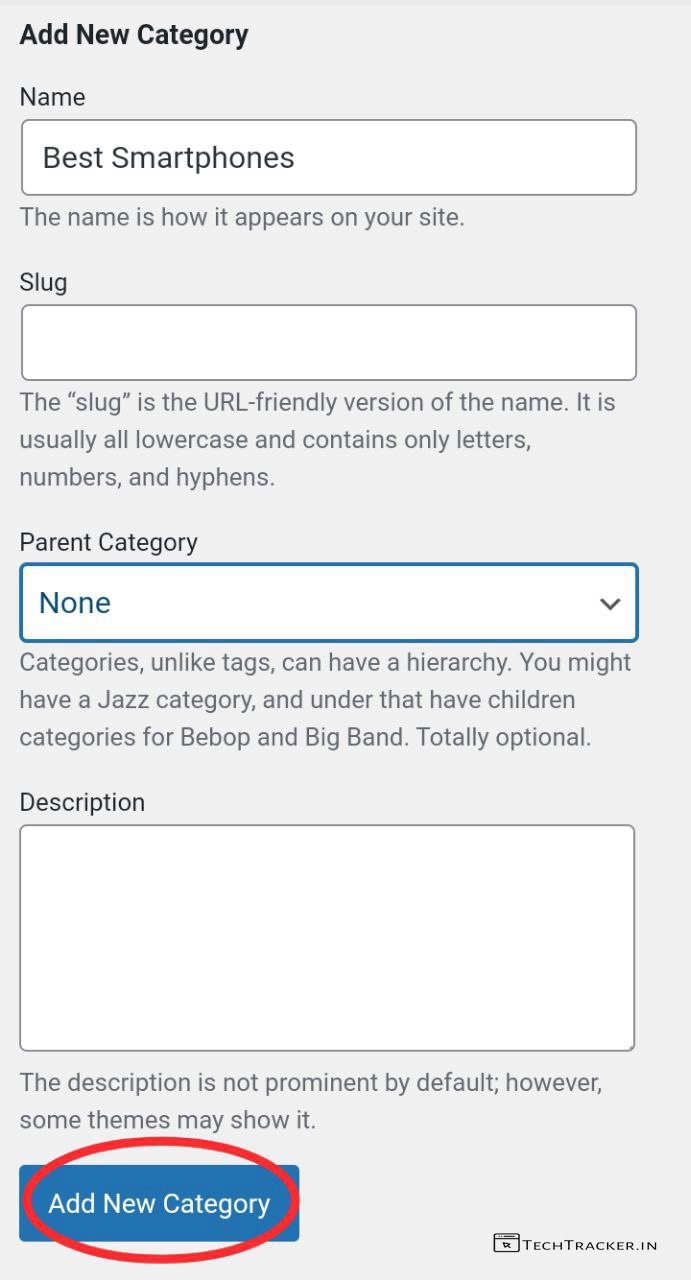 Add New Category
Name
Best Smartphones
The name is how it appears on your site.
Slug
The “slug” is the URL-friendly version of the name. It is
usually all lowercase and contains only letters,
numbers, and hyphens.
Parent Category
None
Categories, unlike tags, can have a hierarchy. You might
have a Jazz category, and under that have children
categories for Bebop and Big Band. Totally optional.
Description
The description is not prominent by default; however,
some themes may show it.
Add New Category
TECHTRACKER.IN